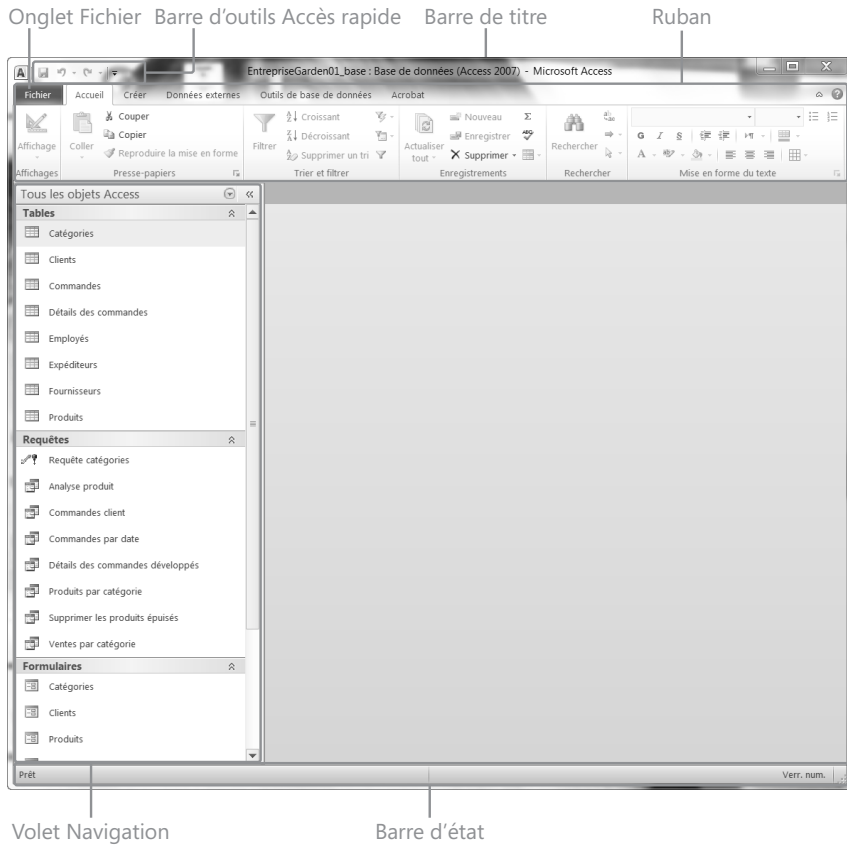 Onglet Fichier Barre d'outils Accès rapide Barre de titre Ruban
EntrepriseGarden01_base : Base de données (Access 2007) - Microsoft Access
Fichier Accueil Créer Données externes Outils de base de données Acrobat
Affichage
Coller
Couper
Copier
Reproduire la mise en forme
Filtrer
Croissant
Décroissant
Supprimer un tri
Actualiser
tout
Nouveau
Enregistrer
Supprimer
Σ
Rechercher
G I S
A
Affichages Presse-papiers Trier et filtrer Enregistrements Rechercher Mise en forme du texte
Tous les objets Access
Tables
Catégories
Clients
Commandes
Détails des commandes
Employés
Expéditeurs
Fournisseurs
Produits
Requêtes
Requête catégories
Analyse produit
Commandes client
Commandes par date
Détails des commandes développés
Produits par catégorie
Supprimer les produits épuisés
Ventes par catégorie
Formulaires
Catégories
Clients
Produits
Prêt Verr. num.
Volet Navigation Barre d'état